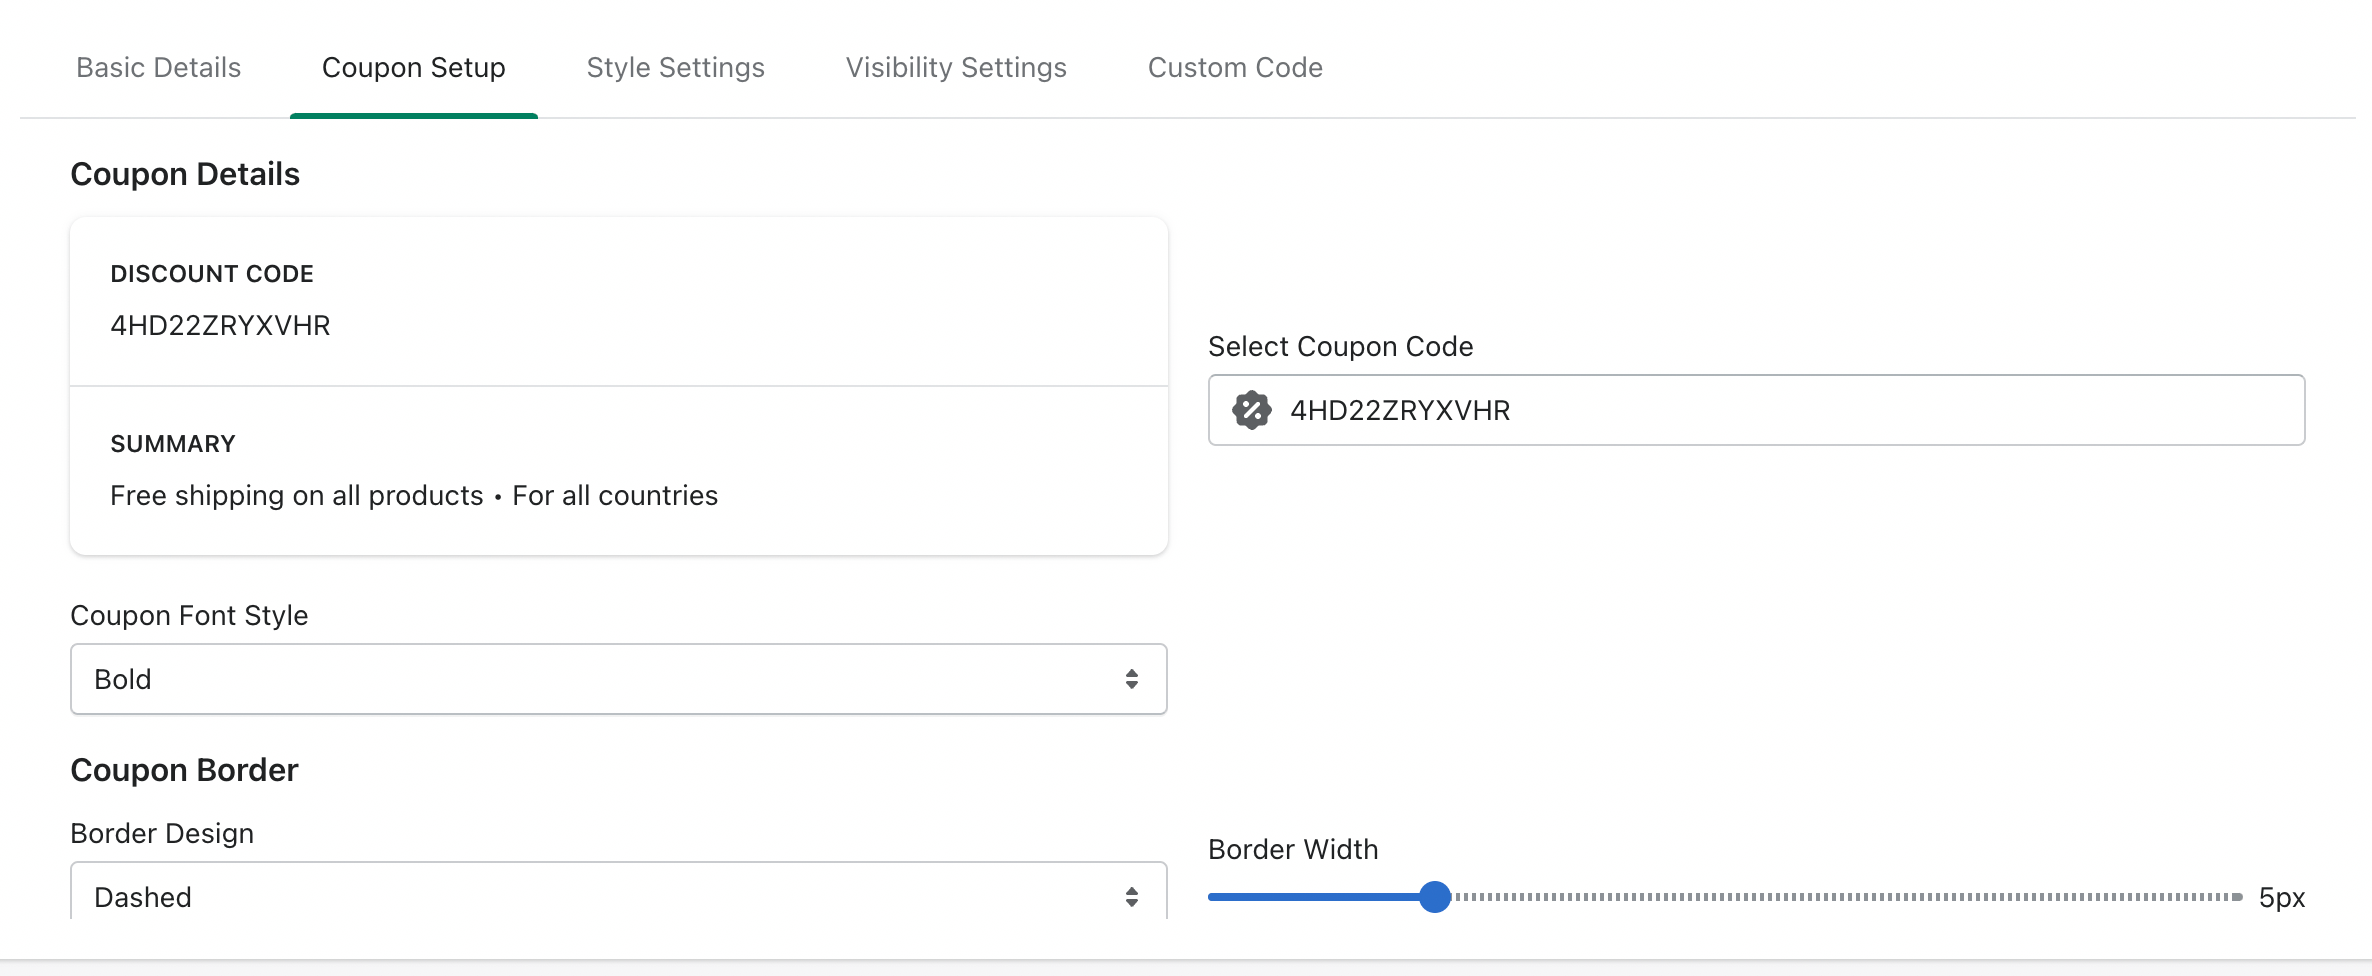 Basic Details
Coupon Setup
Style Settings
Visibility Settings
Custom Code
Coupon Details
DISCOUNT CODE
4HD22ZRYXVHR
SUMMARY
Free shipping on all products • For all countries
Select Coupon Code
4HD22ZRYXVHR
Coupon Font Style
Bold
Coupon Border
Border Design
Dashed
Border Width
5px